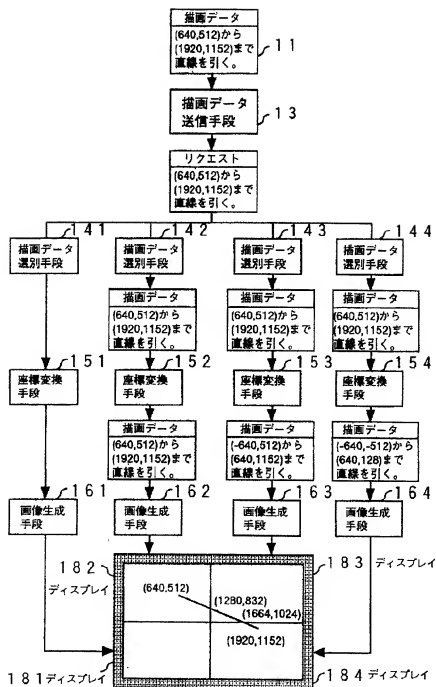 描画データ
(640,512)から
(1920,1152)まで
直線を引く。
11
描画データ
送信手段
13
リクエスト
(640,512)から
(1920,1152)まで
直線を引く。
141
142
143
144
描画データ
選別手段
描画データ
選別手段
描画データ
選別手段
描画データ
選別手段
描画データ
(640,512)から
(1920,1152)まで
直線を引く。
描画データ
(640,512)から
(1920,1152)まで
直線を引く。
描画データ
(640,512)から
(1920,1152)まで
直線を引く。
151
152
153
154
座標変換
手段
座標変換
手段
座標変換
手段
座標変換
手段
描画データ
(640,512)から
(1920,1152)まで
直線を引く。
描画データ
(-640,512)から
(640,1152)まで
直線を引く。
描画データ
(-640,-512)から
(640,128)まで
直線を引く。
161
162
163
164
画像生成
手段
画像生成
手段
画像生成
手段
画像生成
手段
182
ディスプレイ
183
ディスプレイ
(640,512)
(1280,832)
(1664,1024)
(1920,1152)
181ディスプレイ
184ディスプレイ